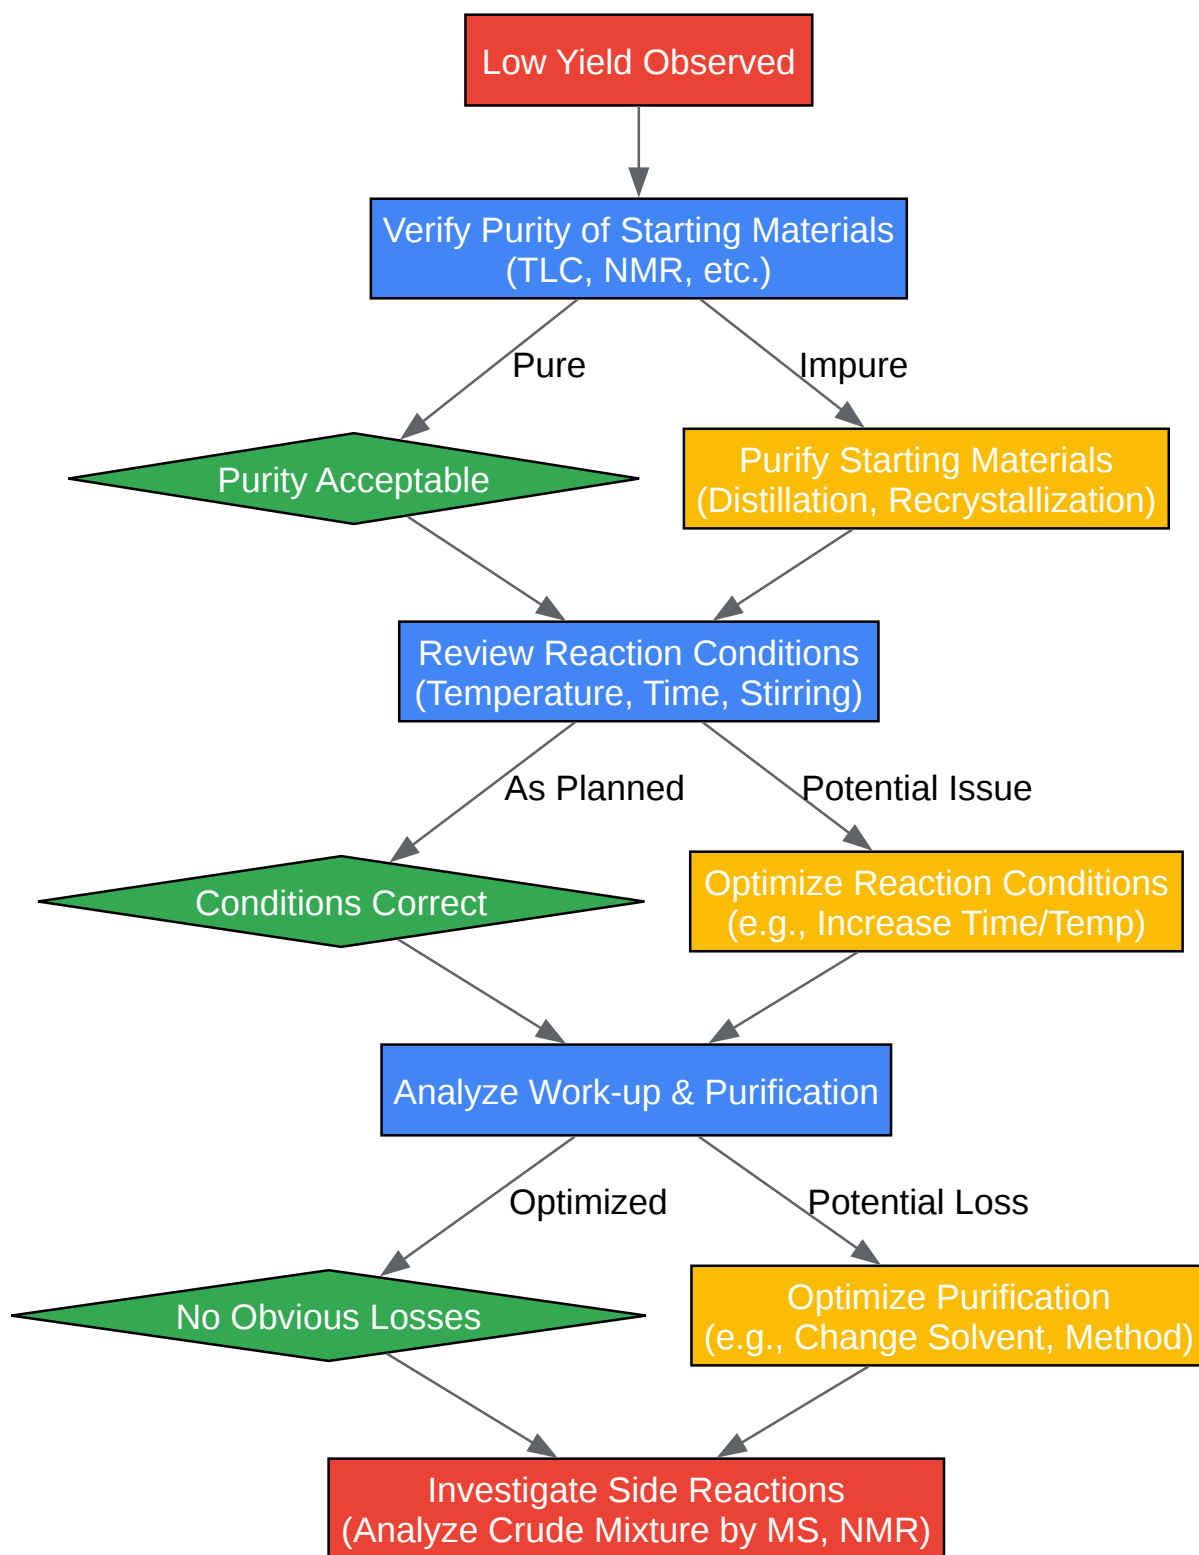 Low Yield Observed
Verify Purity of Starting Materials
(TLC, NMR, etc.)
Pure
Impure
Purity Acceptable
Purify Starting Materials
(Distillation, Recrystallization)
Review Reaction Conditions
(Temperature, Time, Stirring)
As Planned
Potential Issue
Conditions Correct
Optimize Reaction Conditions
(e.g., Increase Time/Temp)
Analyze Work-up & Purification
Optimized
Potential Loss
No Obvious Losses
Optimize Purification
(e.g., Change Solvent, Method)
Investigate Side Reactions
(Analyze Crude Mixture by MS, NMR)